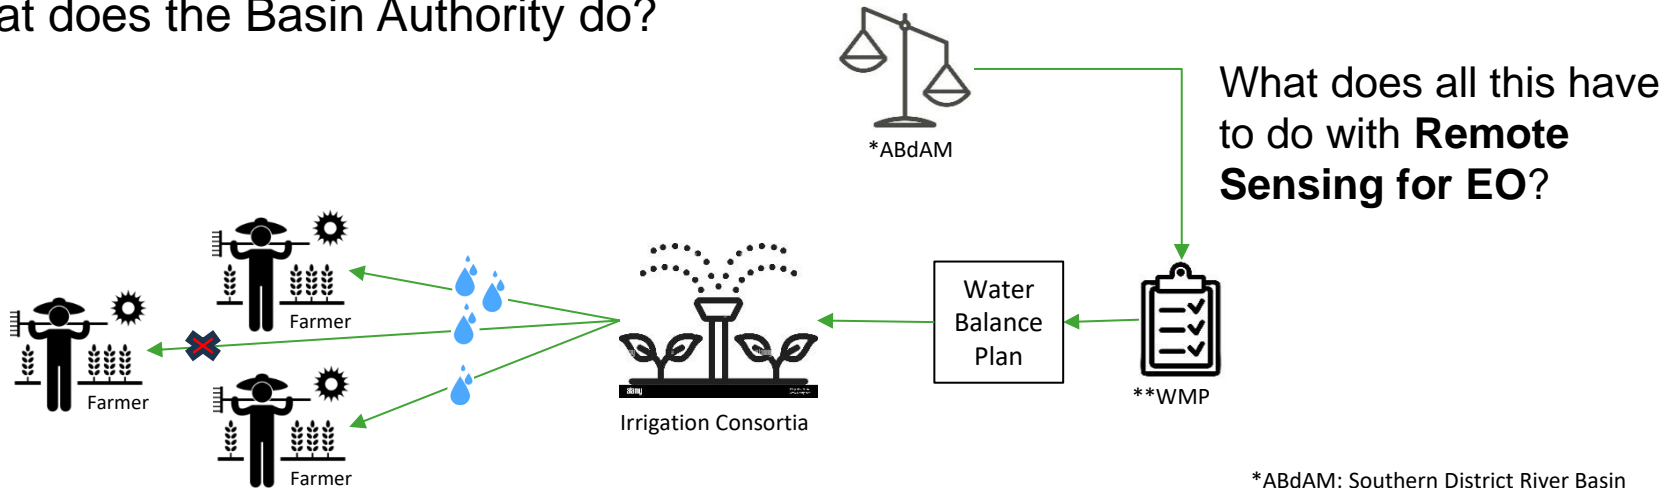 at does the Basin Authority do?
What does all this have
to do with Remote
Sensing for EO?
*ABdAM
Water
Balance
Plan
**WMP
Irrigation Consortia
Farmer
Farmer
Farmer
*ABdAM: Southern District River Basin